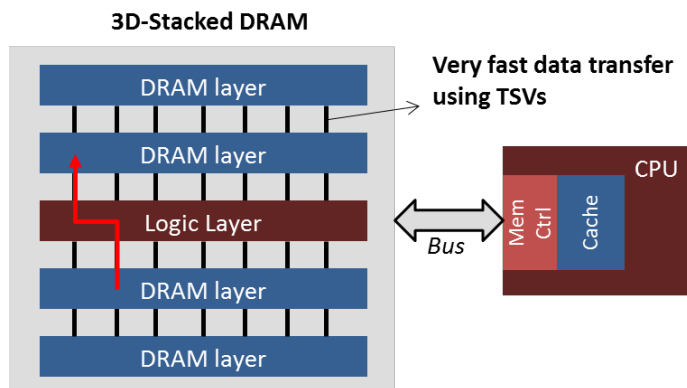 3D-Stacked DRAM
DRAM layer
Very fast data transfer
using TSVs
DRAM layer
CPU
Mem
Ctrl
Cache
Logic Layer
Bus
DRAM layer
DRAM layer